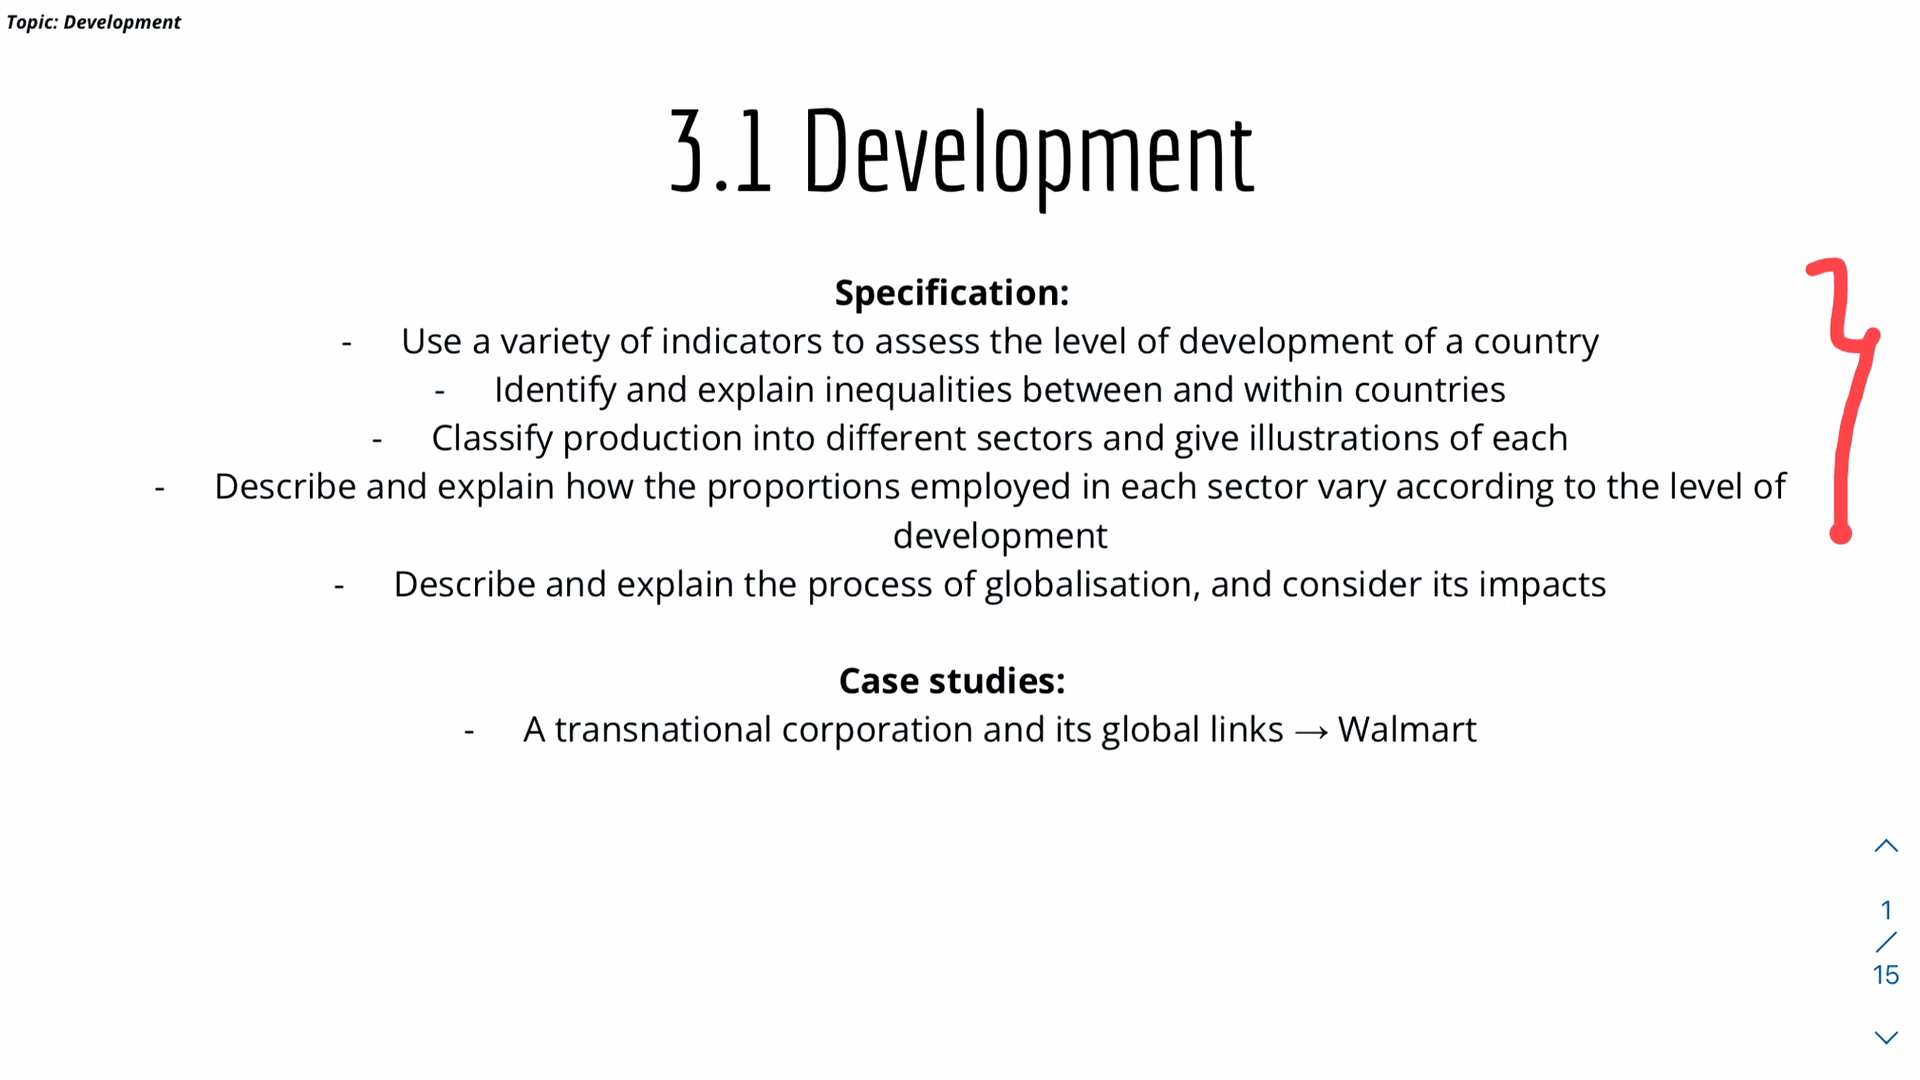 Topic: Development
3.1 Development
Specification:
- Use a variety of indicators to assess the level of development of a country
- Identify and explain inequalities between and within countries
- Classify production into different sectors and give illustrations of each
- Describe and explain how the proportions employed in each sector vary according to the level of
development
- Describe and explain the process of globalisation, and consider its impacts
Case studies:
- A transnational corporation and its global links → Walmart
1
/
15